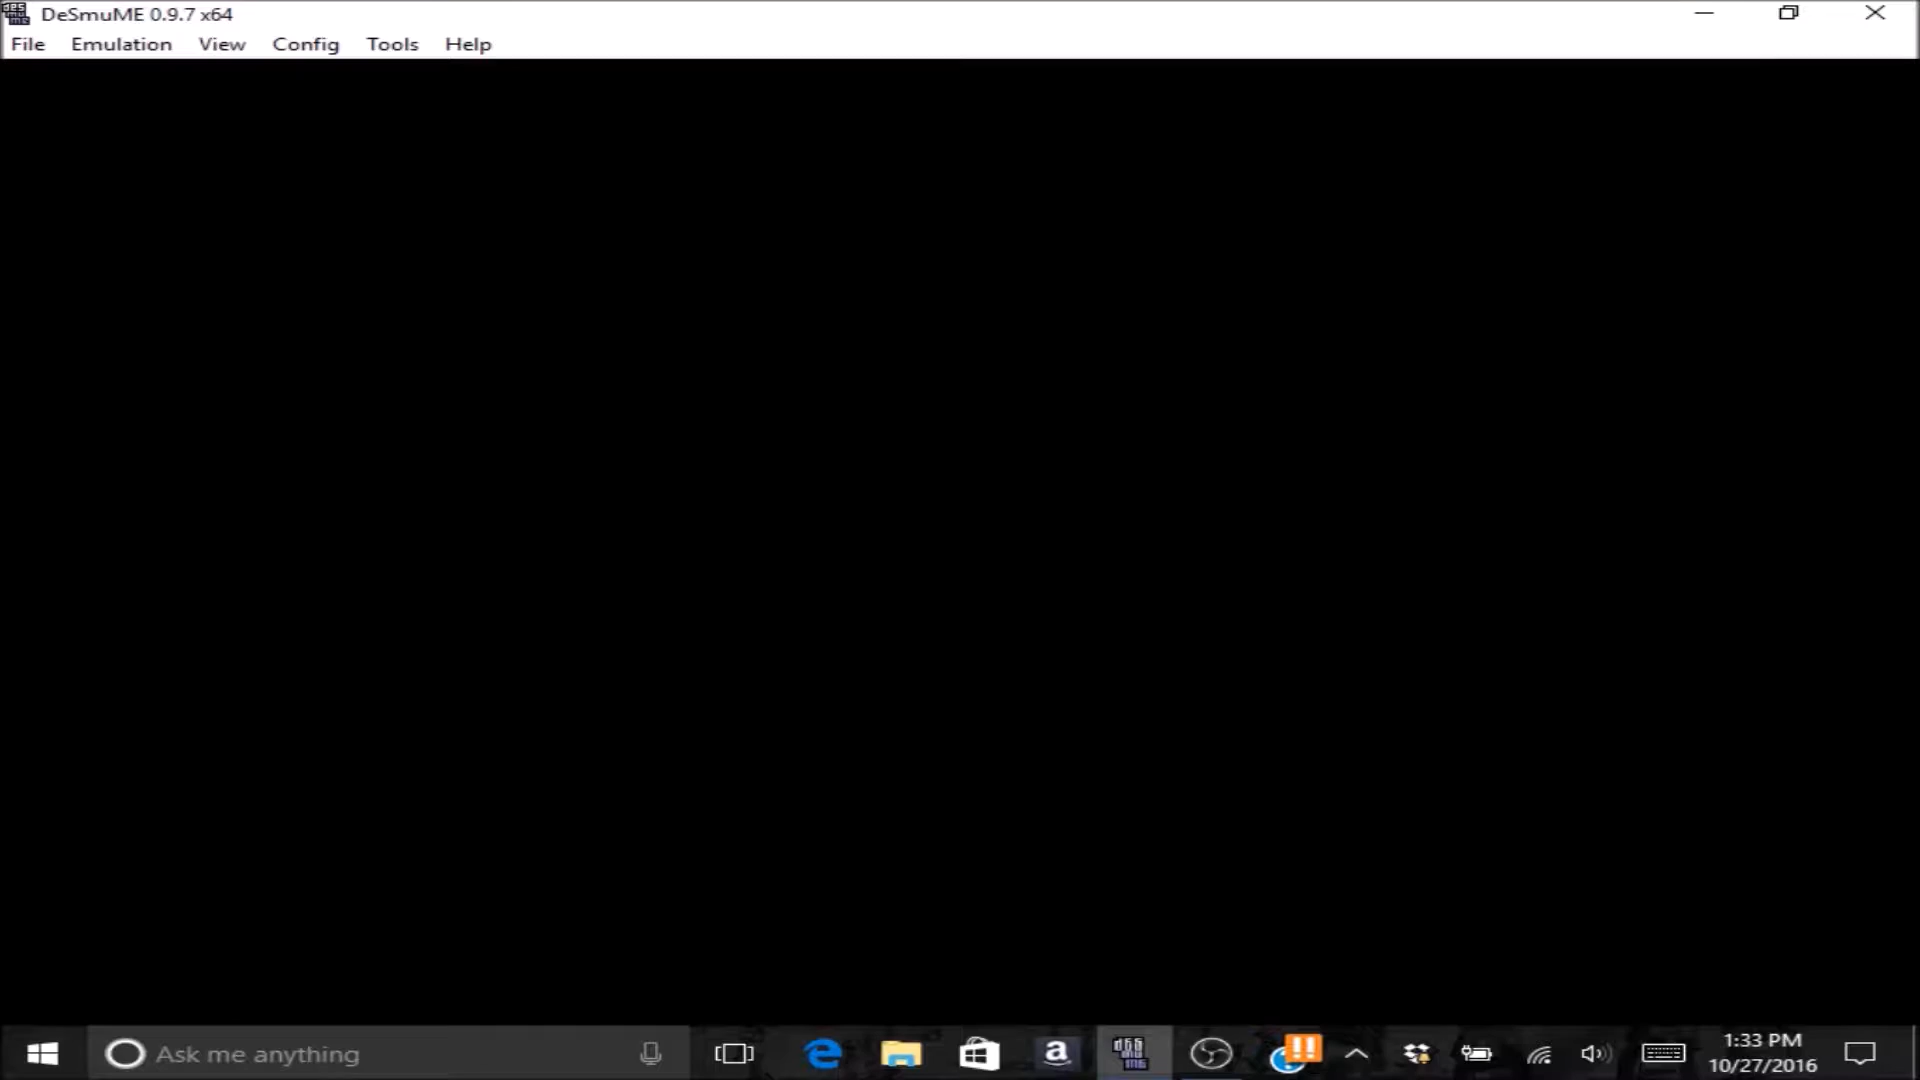 DeSmuME 0.9.7 x64
File Emulation View Config Tools Help
Ask me anything
1:33 PM
10/27/2016